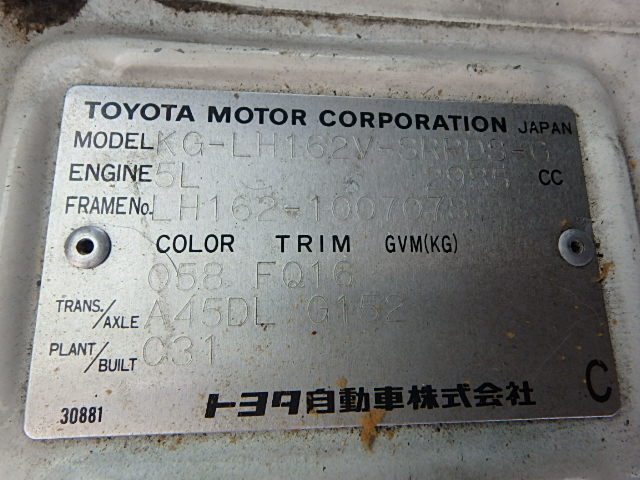 TOYOTA MOTOR CORPORATION JAPAN
MODEL KG-LH162V-SRPDS-G
ENGINE 5L 2985 CC
FRAME No. LH162-1007078
COLOR TRIM GVM(KG)
058 FQ16
TRANS./AXLE A45DL G152
PLANT/BUILT C31
30881 トヨタ自動車株式会社 C